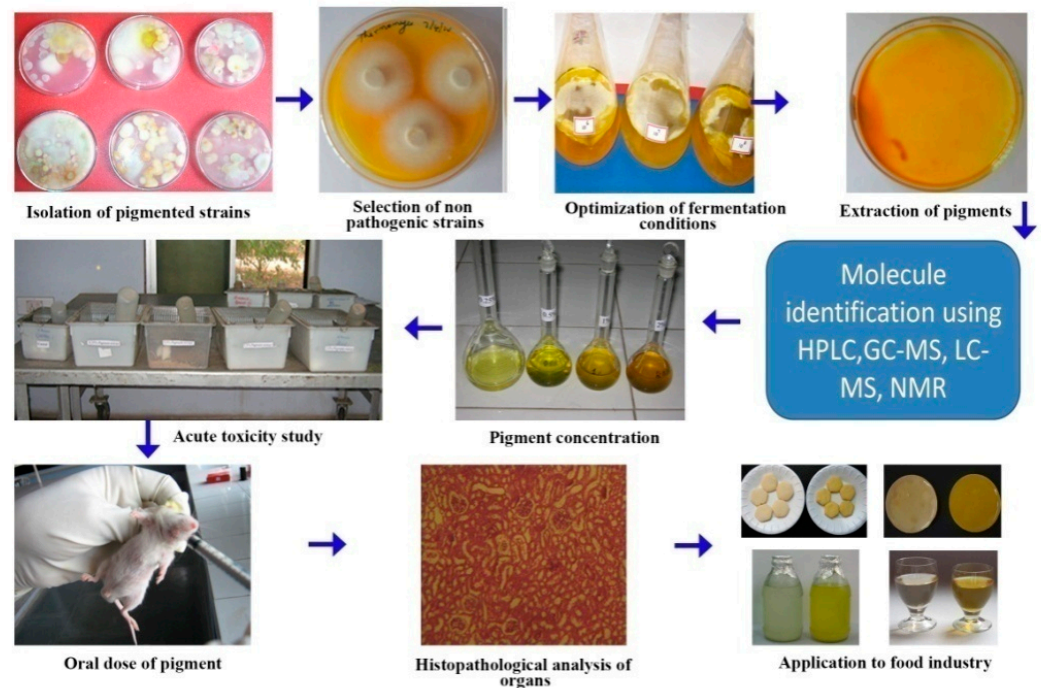 Isolation of pigmented strains
Selection of non
pathogenic strains
Optimization of fermentation
conditions
Extraction of pigments
Molecule
identification using
HPLC,GC-MS, LC-
MS, NMR
Pigment concentration
Acute toxicity study
Oral dose of pigment
Histopathological analysis of
organs
Application to food industry